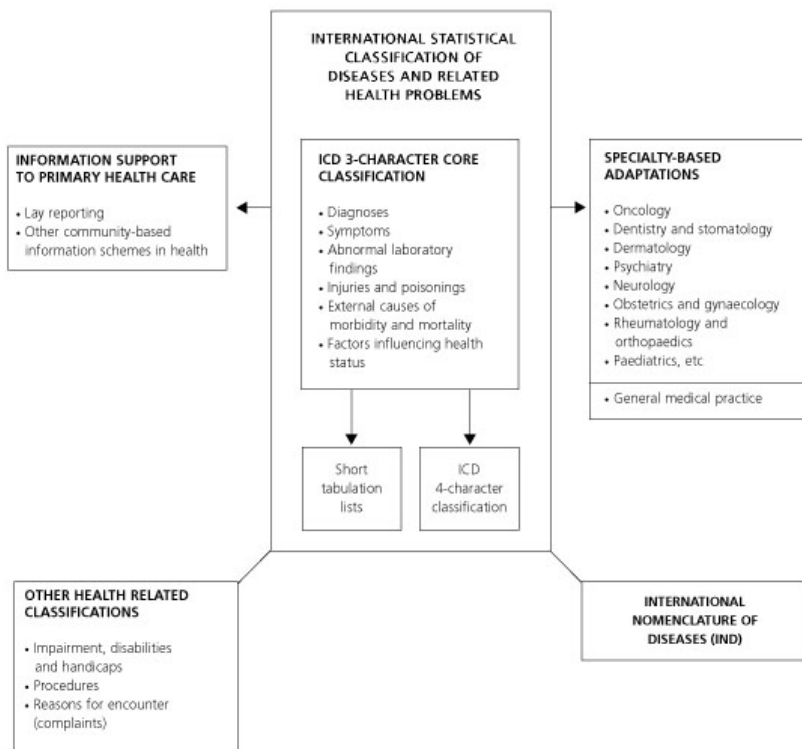 INTERNATIONAL STATISTICAL
CLASSIFICATION OF
DISEASES AND RELATED
HEALTH PROBLEMS
INFORMATION SUPPORT
TO PRIMARY HEALTH CARE
• Lay reporting
• Other community-based
information schemes in health
ICD 3-CHARACTER CORE
CLASSIFICATION
• Diagnoses
• Symptoms
• Abnormal laboratory
findings
• Injuries and poisonings
• External causes of
morbidity and mortality
• Factors influencing health
status
SPECIALTY-BASED
ADAPTATIONS
• Oncology
• Dentistry and stomatology
• Dermatology
• Psychiatry
• Neurology
• Obstetrics and gynaecology
• Rheumatology and
orthopaedics
• Paediatrics, etc
• General medical practice
Short
tabulation
lists
ICD
4-character
classification
OTHER HEALTH RELATED
CLASSIFICATIONS
• Impairment, disabilities
and handicaps
• Procedures
• Reasons for encounter
(complaints)
INTERNATIONAL
NOMENCLATURE OF
DISEASES (IND)